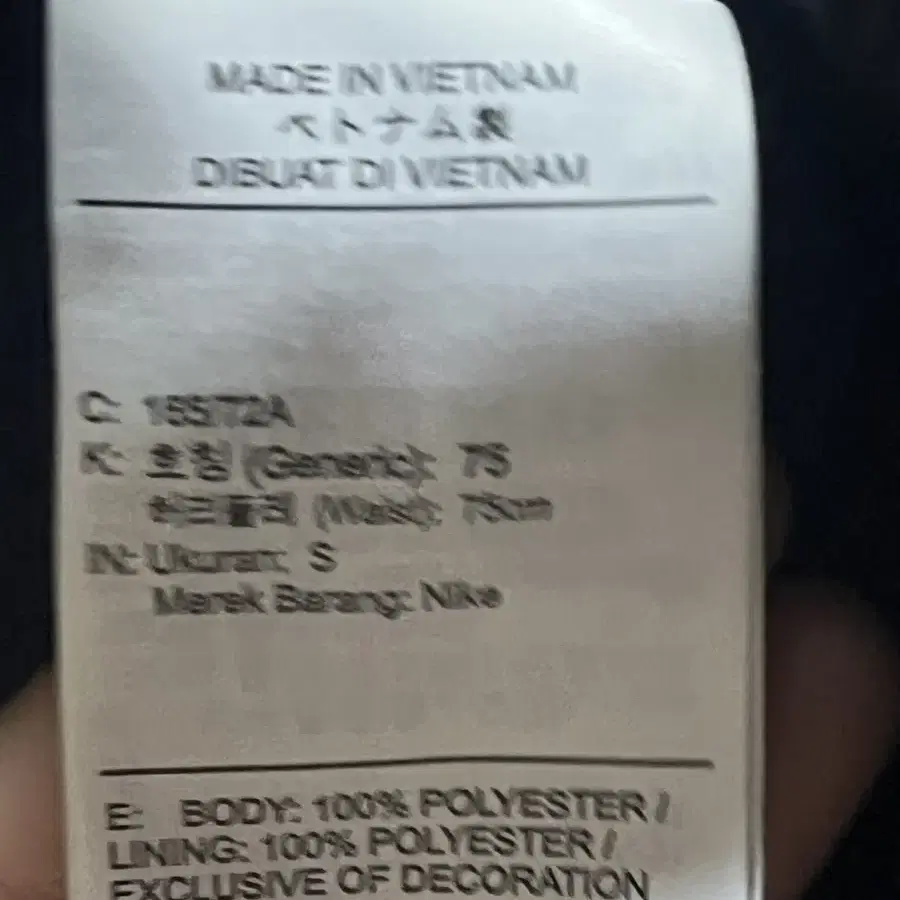 MADE IN VIETNAM
ベトナム製
DIBUAT DI VIETNAM
C: 165/72A
K: 호칭 (Generic): 75
허리둘레 (Waist): 75cm
IN: Ukuran: S
Merek Barang: Nike
E: BODY: 100% POLYESTER /
LINING: 100% POLYESTER /
EXCLUSIVE OF DECORATION